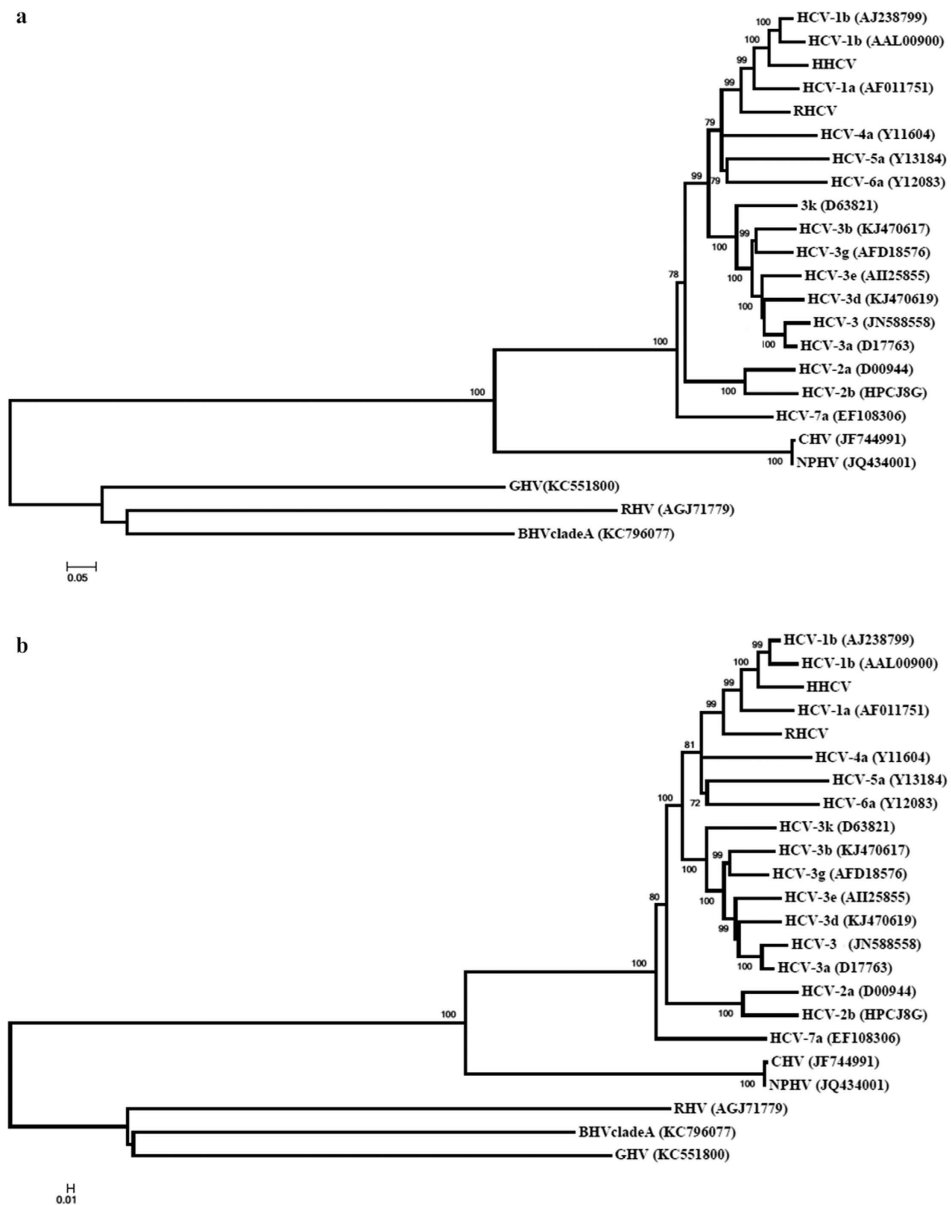 a
HCV-1b (AJ238799)
100
HCV-1b (AAL00900)
100
HHCV
99
HCV-1a (AF011751)
99
RHCV
79
HCV-4a (Y11604)
HCV-5a (Y13184)
99
79
HCV-6a (Y12083)
3k (D63821)
HCV-3b (KJ470617)
99
100
HCV-3g (AFD18576)
78
100
HCV-3e (AII25855)
HCV-3d (KJ470619)
100
HCV-3 (JN588558)
100
100
HCV-3a (D17763)
HCV-2a (D00944)
100
100
HCV-2b (HPCJ8G)
HCV-7a (EF108306)
CHV (JF744991)
100
NPHV (JQ434001)
GHV(KC551800)
RHV (AGJ71779)
BHVcladeA (KC796077)
0.05
b
HCV-1b (AJ238799)
99
HCV-1b (AAL00900)
100
HHCV
99
HCV-1a (AF011751)
99
RHCV
81
HCV-4a (Y11604)
HCV-5a (Y13184)
100
72
HCV-6a (Y12083)
HCV-3k (D63821)
HCV-3b (KJ470617)
99
100
HCV-3g (AFD18576)
80
100
HCV-3e (AII25855)
HCV-3d (KJ470619)
99
HCV-3 (JN588558)
100
100
HCV-3a (D17763)
HCV-2a (D00944)
100
100
HCV-2b (HPCJ8G)
HCV-7a (EF108306)
CHV (JF744991)
100
NPHV (JQ434001)
RHV (AGJ71779)
BHVcladeA (KC796077)
GHV (KC551800)
0.01